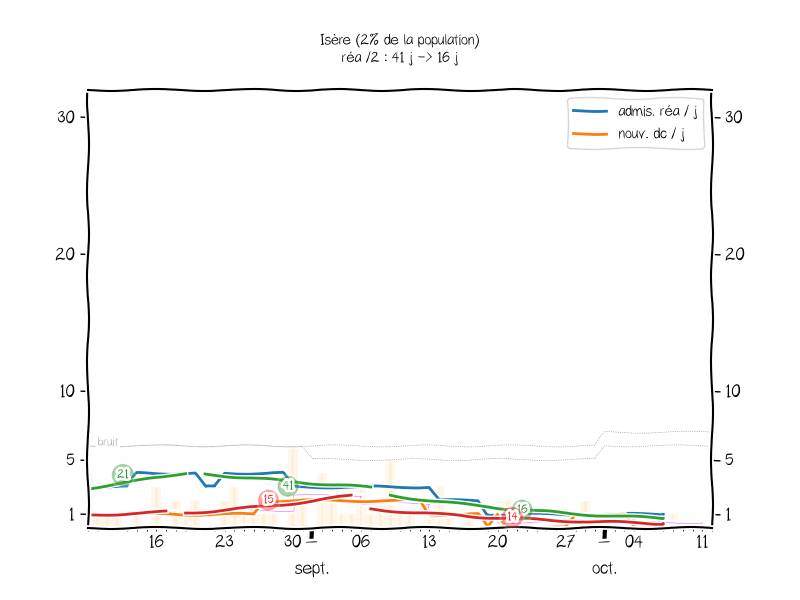 Isère (2% de la population)
réa /2 : 41 j -> 16 j
admis. réa / j
nouv. dc / j
30
30
20
20
10
10
bruit
5
5
21
41
15
16
14
1
1
16 23 30 06 13 20 27 04 11
sept. oct.